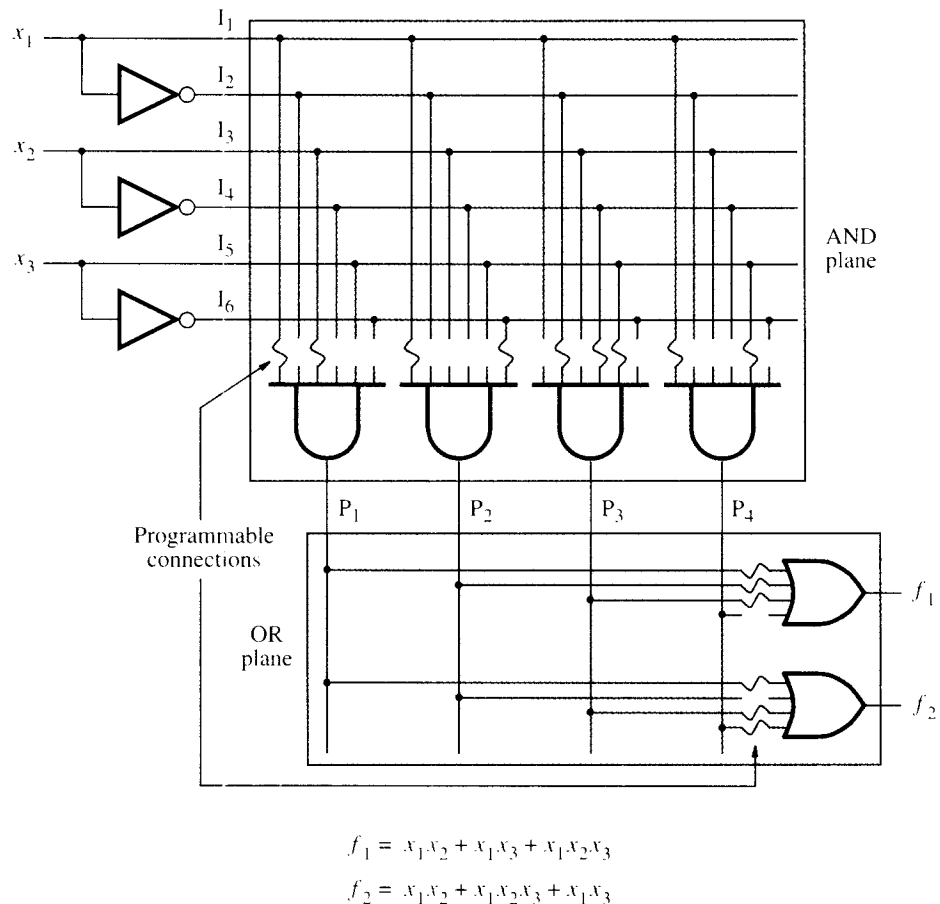 x₁
I₁
I₂
x₂
I₃
I₄
x₃
I₅
I₆
AND
plane
P₁
P₂
P₃
P₄
Programmable
connections
OR
plane
f₁
f₂
f₁ = x₁x₂ + x₁x₃ + x₁x₂x₃
f₂ = x₁x₂ + x₁x₂x₃ + x₁x₃